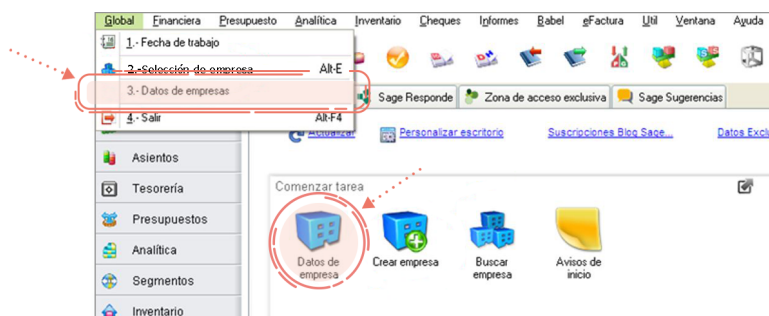 Global Financiera Presupuesto Analítica Inventario Cheques Informes Babel eFactura Util Ventana Ayuda
1.- Fecha de trabajo
2.-Selección de empresa Alt-E
3.- Datos de empresas
4.- Salir Alt-F4
Sage Responde Zona de acceso exclusiva Sage Sugerencias
Actualizar Personalizar escritorio Suscripciones Blog Sage... Datos Exclu
Asientos
Tesorería
Presupuestos
Analítica
Segmentos
Inventario
Comenzar tarea
Datos de
empresa
Crear empresa
Buscar
empresa
Avisos de
inicio